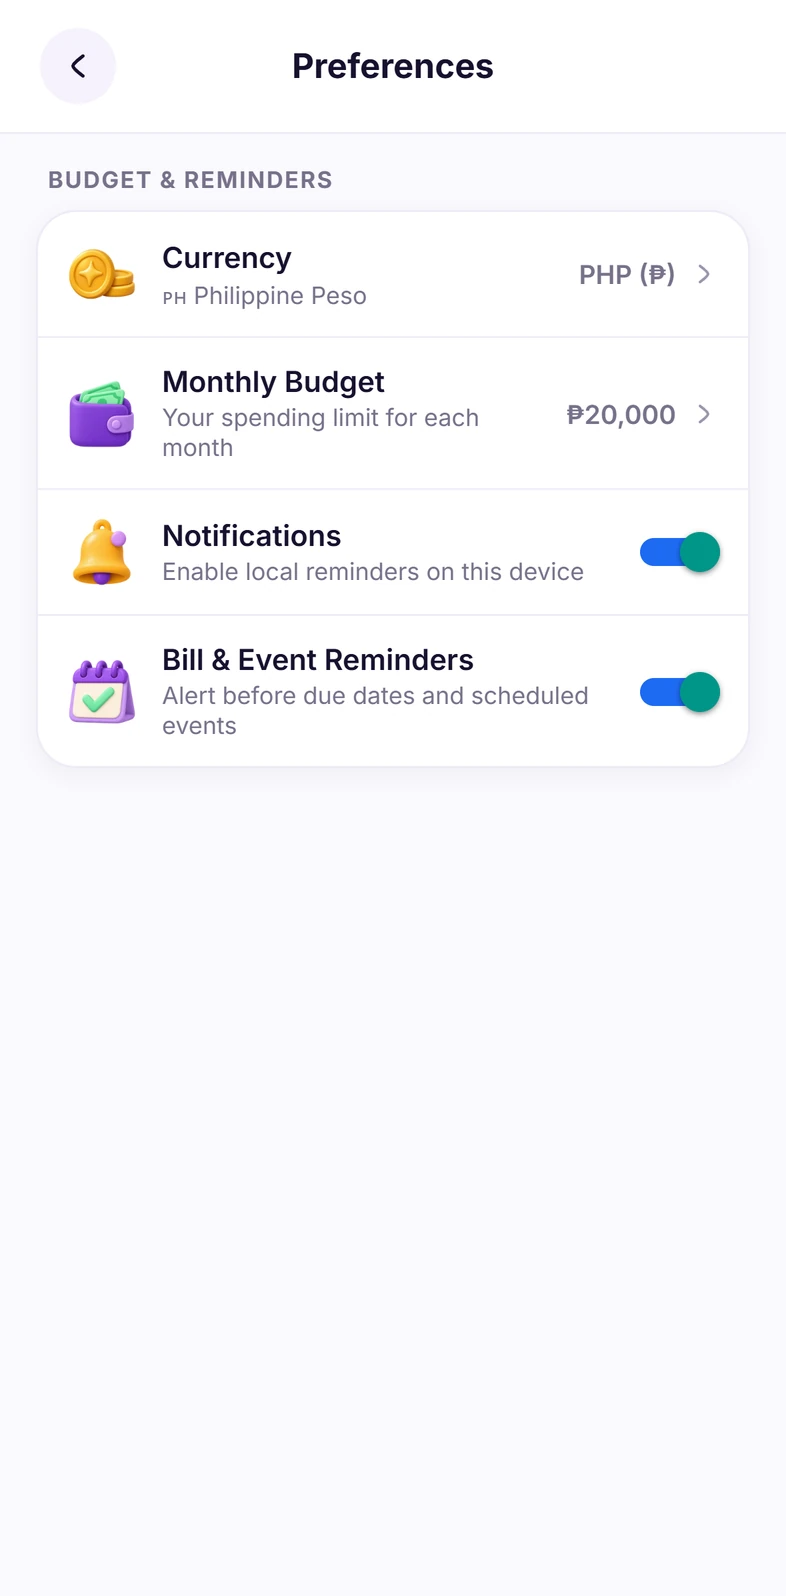 Preferences
BUDGET & REMINDERS
Currency
PH Philippine Peso
PHP (₱)
Monthly Budget
Your spending limit for each
month
₱20,000
Notifications
Enable local reminders on this device
Bill & Event Reminders
Alert before due dates and scheduled
events